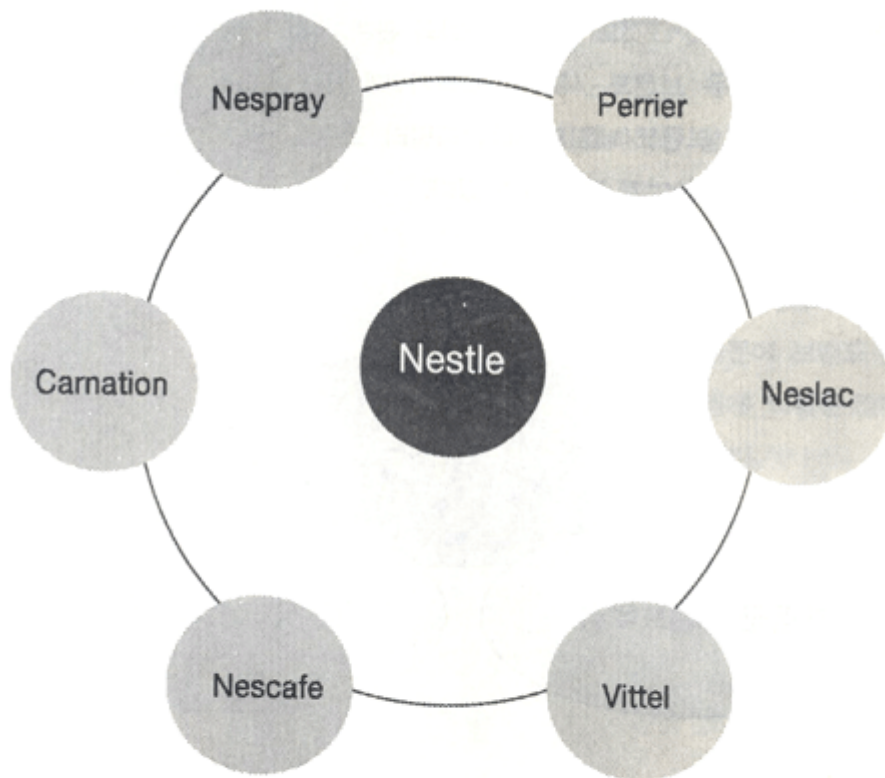 Nespray
Perrier
Carnation
Nestle
Neslac
Nescafe
Vittel